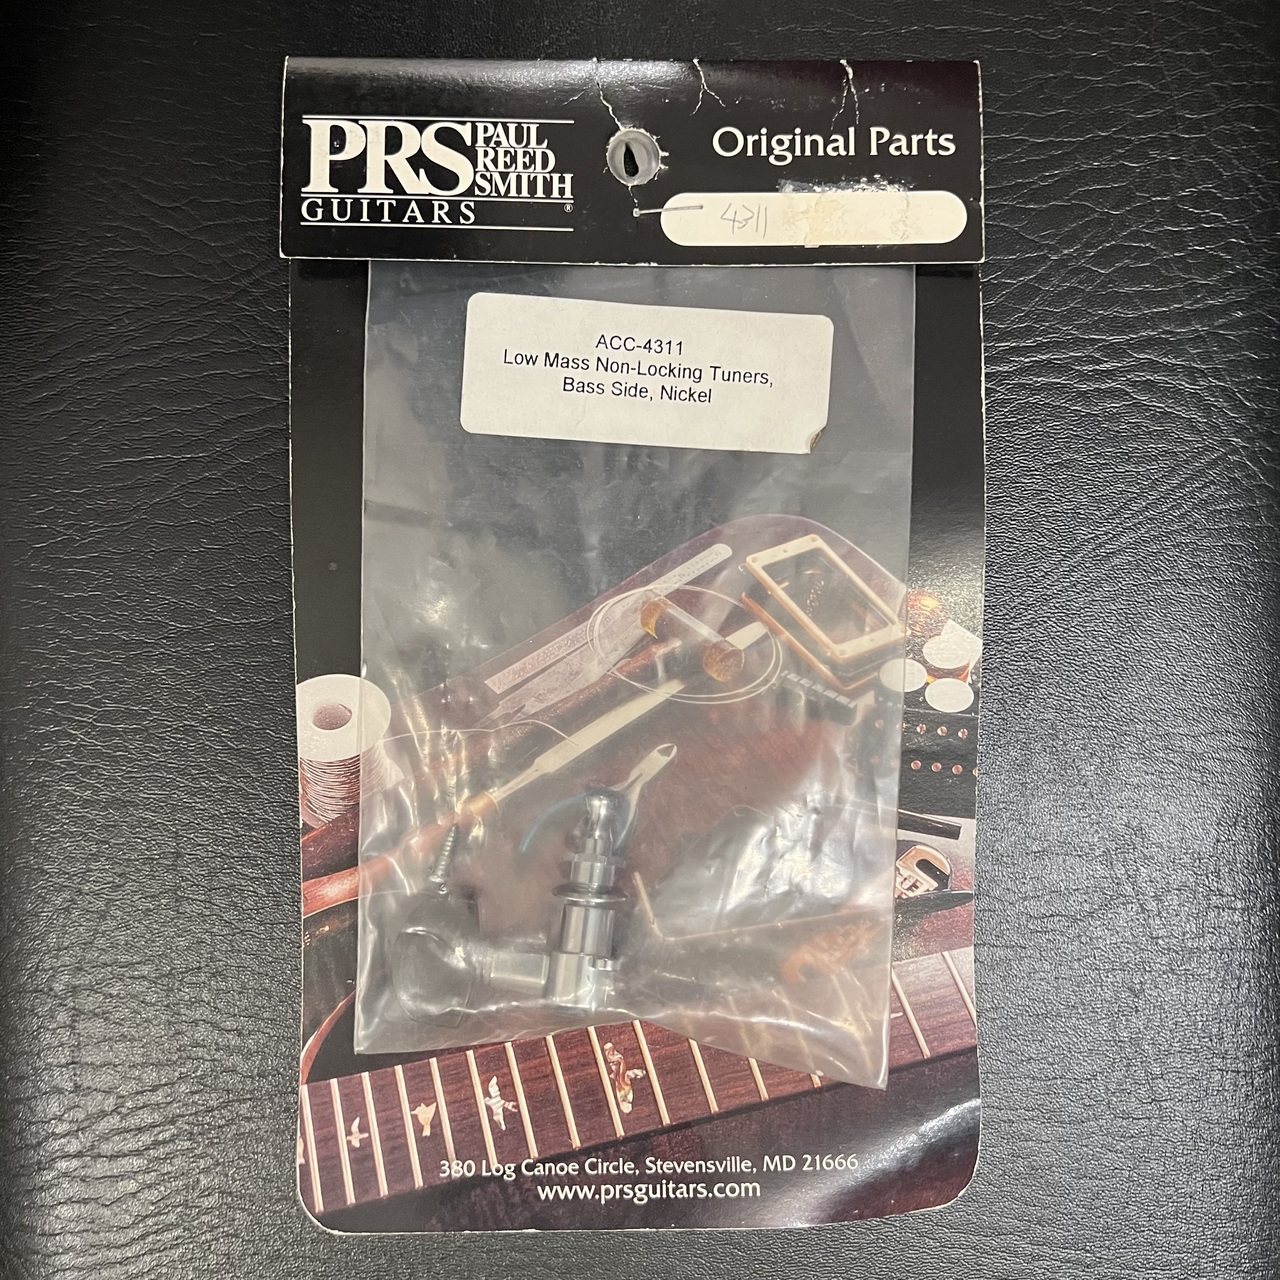 PRS PAUL
REED
SMITH
GUITARS ®
Original Parts
4311
ACC-4311
Low Mass Non-Locking Tuners,
Bass Side, Nickel
380 Log Canoe Circle, Stevensville, MD 21666
www.prsguitars.com